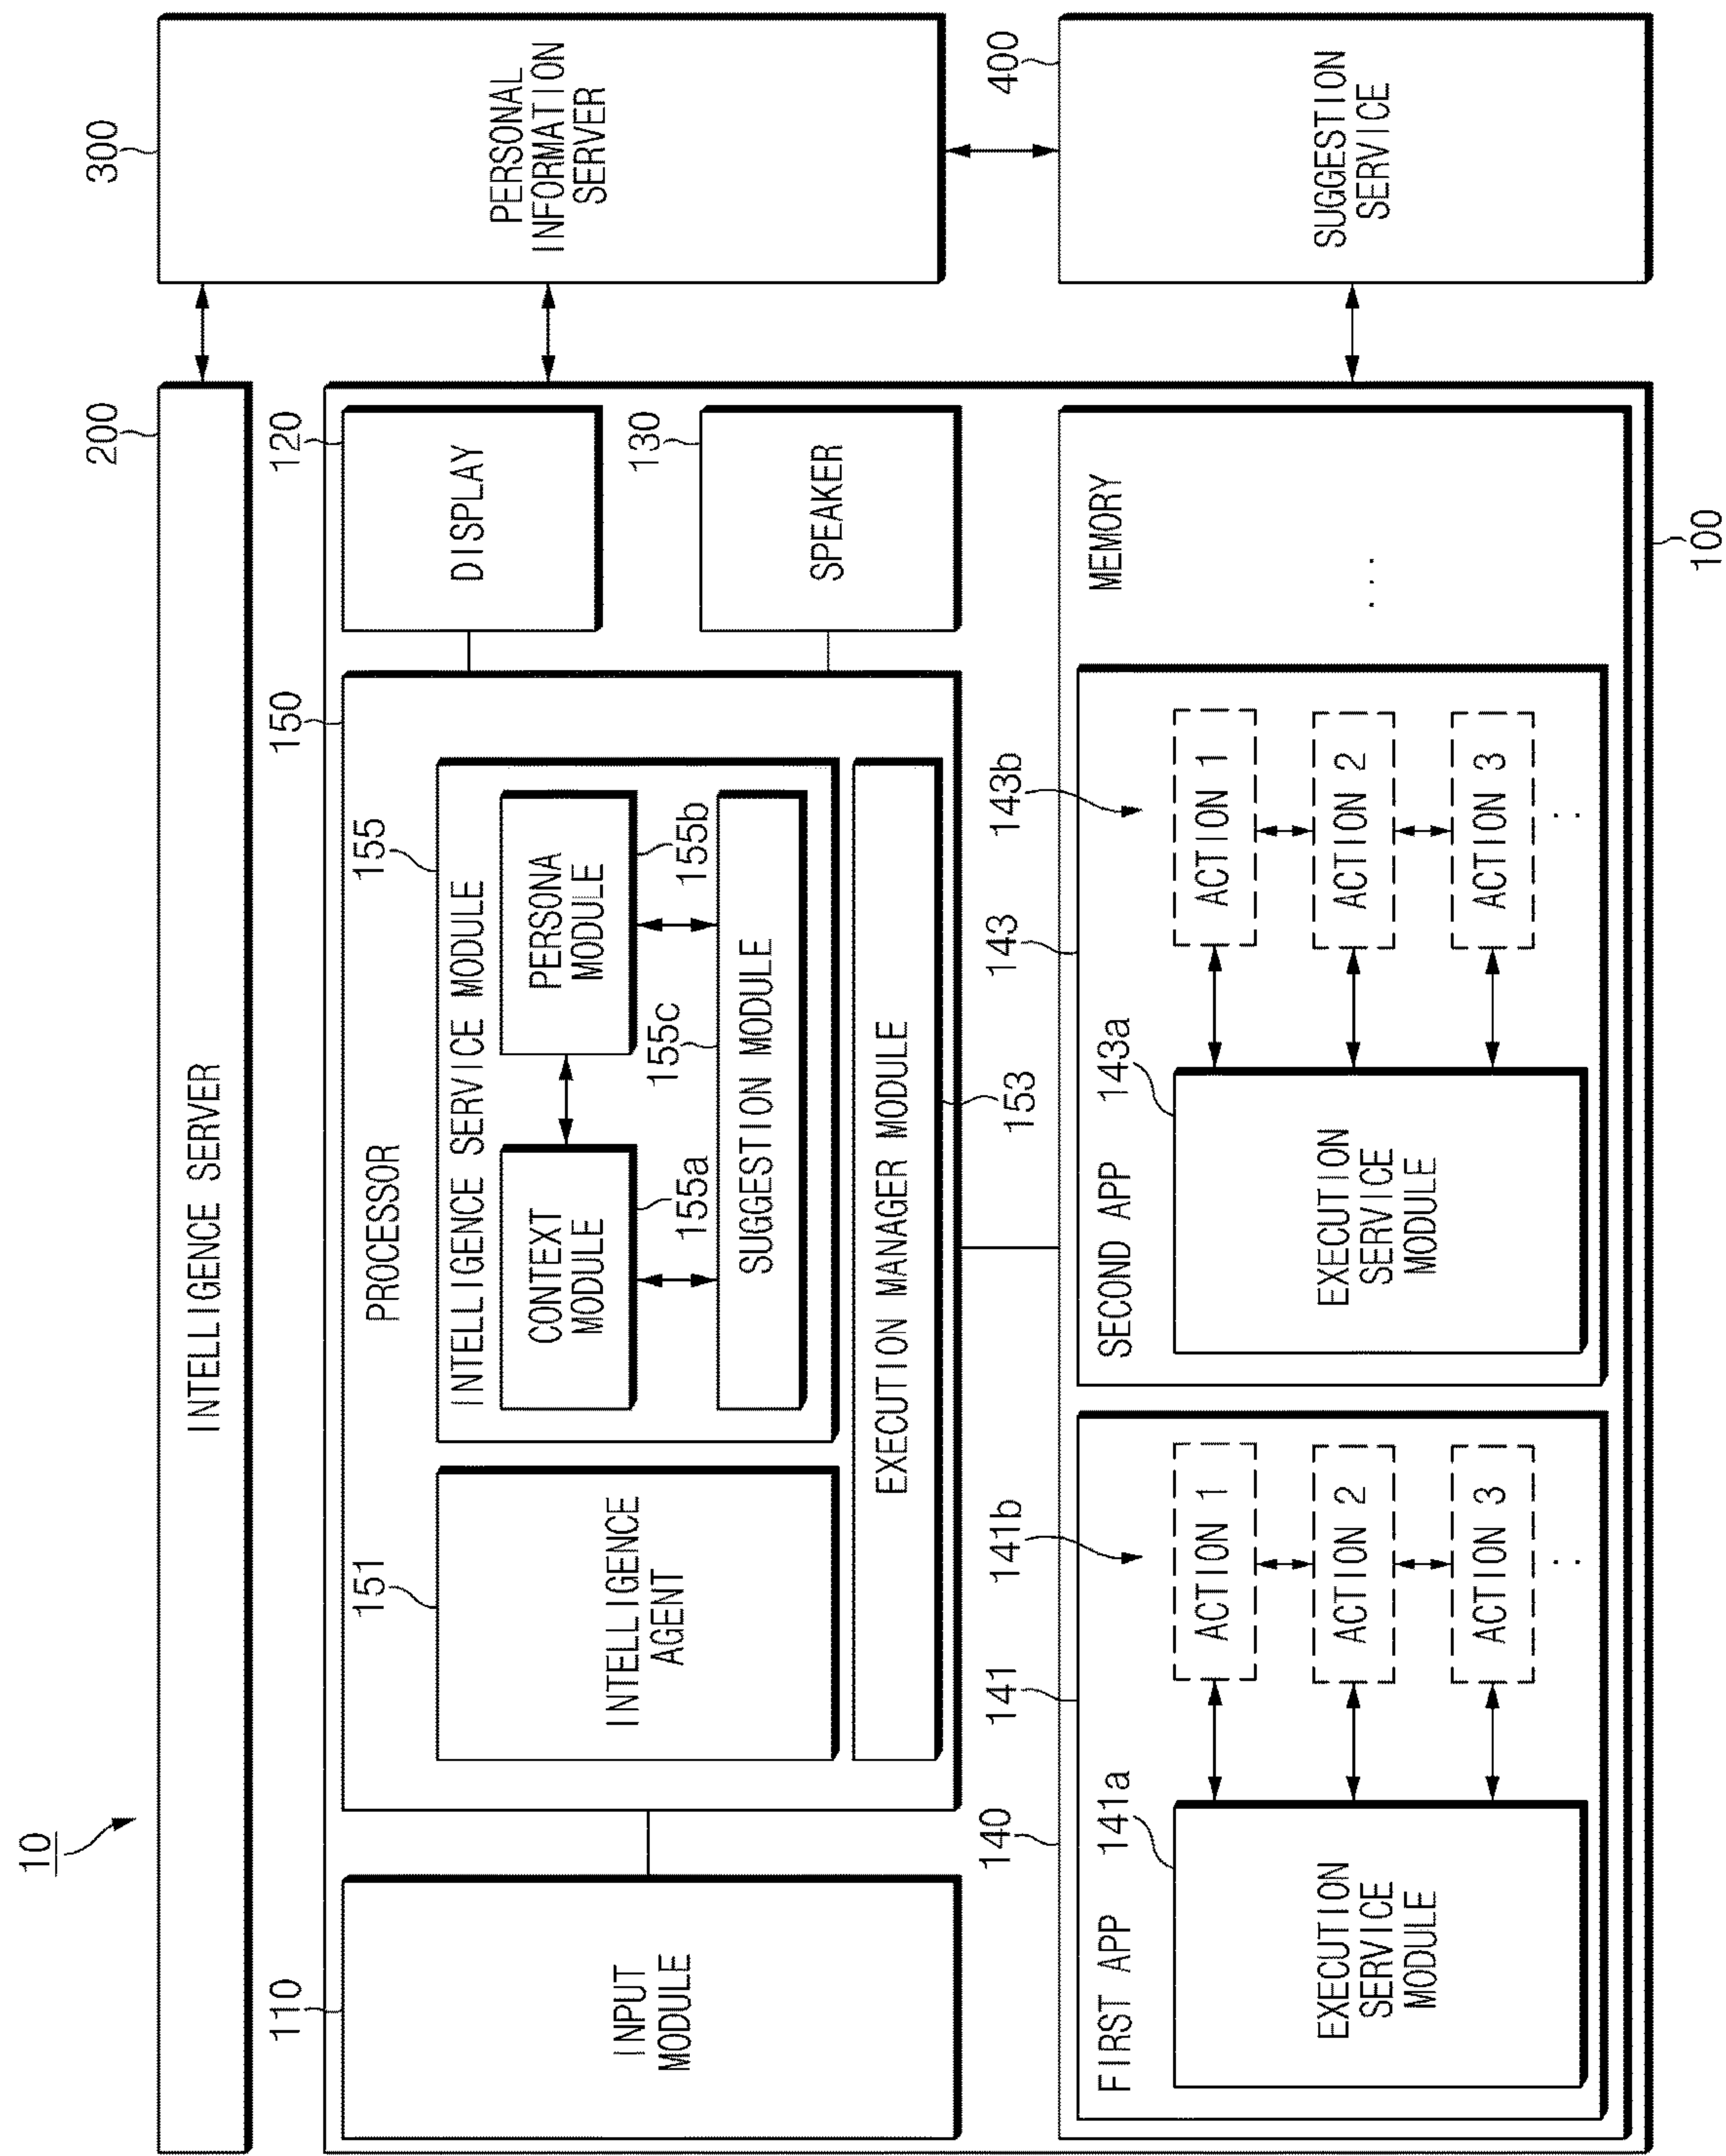 10
200
INTELLIGENCE SERVER
300
PERSONAL
INFORMATION
SERVER
110
INPUT
MODULE
150
PROCESSOR
151
INTELLIGENCE
AGENT
155
INTELLIGENCE SERVICE MODULE
CONTEXT
MODULE
155a
PERSONA
MODULE
155b
155c
SUGGESTION MODULE
EXECUTION MANAGER MODULE
153
120
DISPLAY
130
SPEAKER
140
MEMORY
141
FIRST APP
141a
EXECUTION
SERVICE
MODULE
141b
ACTION 1
ACTION 2
ACTION 3
143
SECOND APP
143a
EXECUTION
SERVICE
MODULE
143b
ACTION 1
ACTION 2
ACTION 3
...
100
400
SUGGESTION
SERVICE